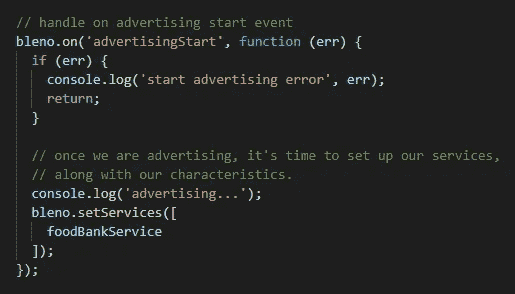 // handle on advertising start event
bleno.on('advertisingStart', function (err) {
  if (err) {
    console.log('start advertising error', err);
    return;
  }

  // once we are advertising, it's time to set up our services,
  // along with our characteristics.
  console.log('advertising...');
  bleno.setServices([
    foodBankService
  ]);
});